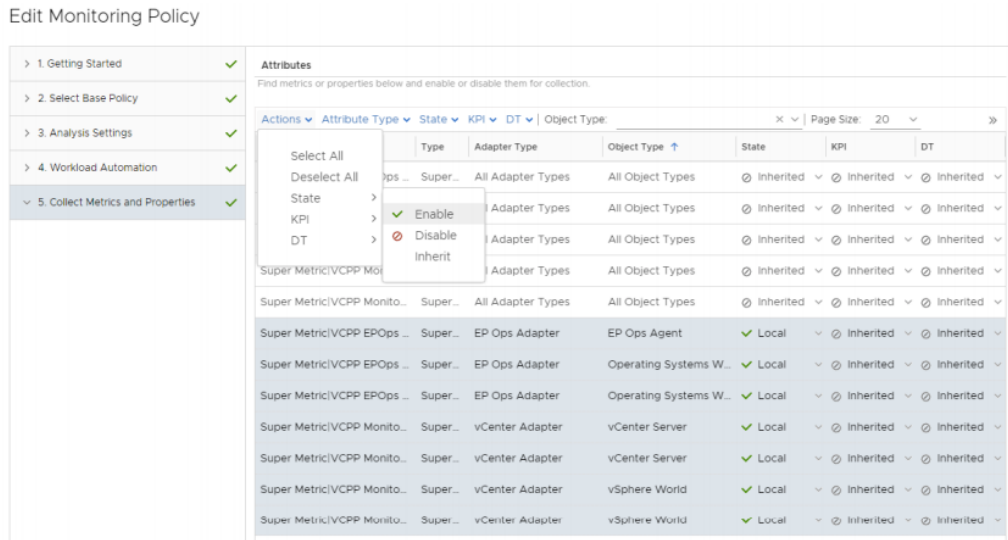 Edit Monitoring Policy
1. Getting Started
2. Select Base Policy
3. Analysis Settings
4. Workload Automation
5. Collect Metrics and Properties
Attributes
Find metrics or properties below and enable or disable them for collection.
Actions Attribute Type State KPI DT Object Type: Page Size: 20
Type Adapter Type Object Type State KPI DT
Select All
Deselect All
State
KPI
DT
Enable
Disable
Inherit
Ops ... Super... All Adapter Types All Object Types Inherited Inherited Inherited
Adapter Types All Object Types Inherited Inherited Inherited
Adapter Types All Object Types Inherited Inherited Inherited
Super Metric|VCPP Mo Adapter Types All Object Types Inherited Inherited Inherited
Super Metric|VCPP Monito... Super... All Adapter Types All Object Types Inherited Inherited Inherited
Super Metric|VCPP EPOps ... Super... EP Ops Adapter EP Ops Agent Local Inherited Inherited
Super Metric|VCPP EPOps ... Super... EP Ops Adapter Operating Systems W... Local Inherited Inherited
Super Metric|VCPP EPOps ... Super... EP Ops Adapter Operating Systems W... Local Inherited Inherited
Super Metric|VCPP Monito... Super... vCenter Adapter vCenter Server Local Inherited Inherited
Super Metric|VCPP Monito... Super... vCenter Adapter vCenter Server Local Inherited Inherited
Super Metric|VCPP Monito... Super... vCenter Adapter vSphere World Local Inherited Inherited
Super Metric|VCPP Monito... Super... vCenter Adapter vSphere World Local Inherited Inherited